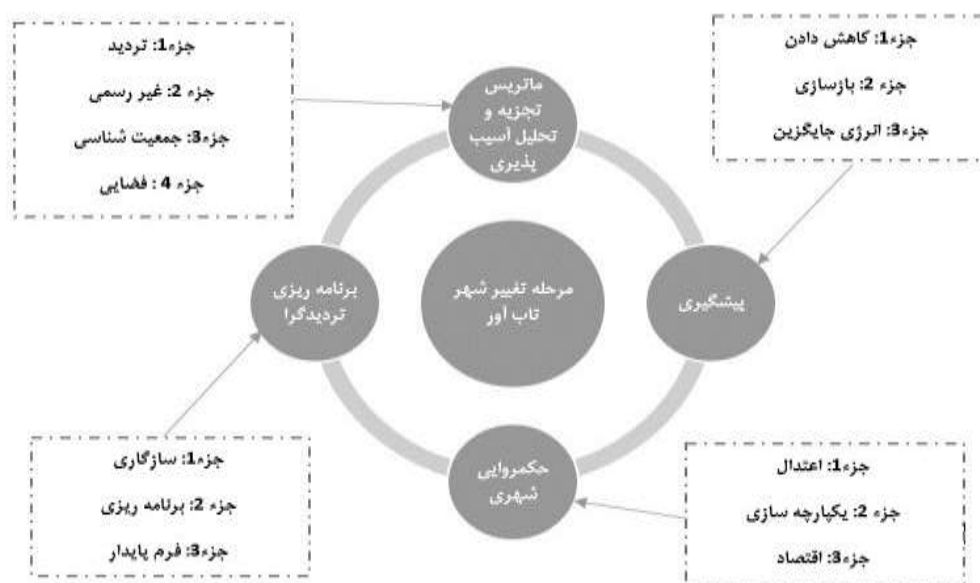 جزء1: تردید
جزء 2: غیر رسمی
جزء3: جمعیت شناسی
جزء 4 : فضایی
ماتریس
تجزیه و
تحلیل آسیب
پذیری
جزء1: کاهش دادن
جزء 2: بازسازی
جزء3: انرژی جایگزین
برنامه ریزی
تردیدگرا
مرحله تغییر شهر
تاب آور
پیشگیری
جزء1: سازگاری
جزء 2: برنامه ریزی
جزء3: فرم پایدار
حکمروایی
شهری
جزء1: اعتدال
جزء 2: یکپارچه سازی
جزء3: اقتصاد